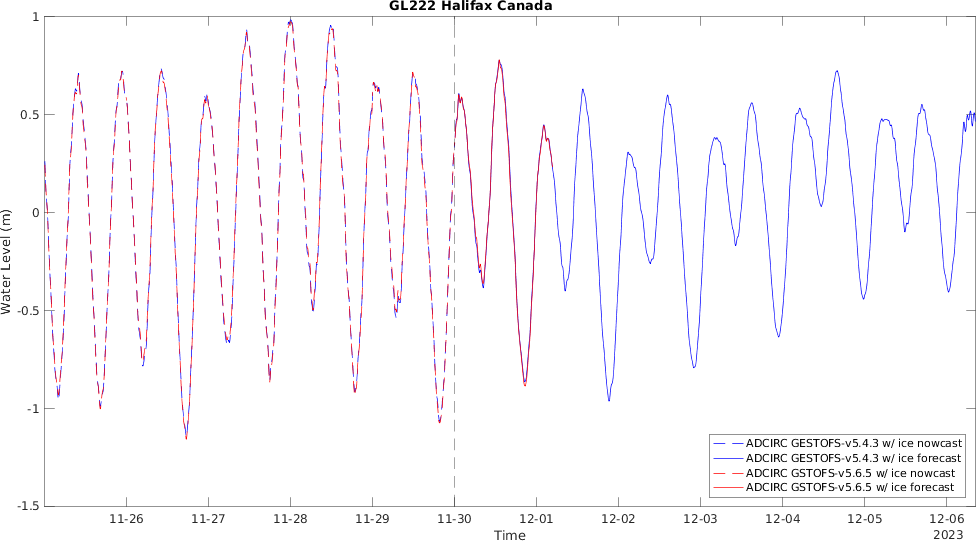 GL222 Halifax Canada
1
0.5
0
-0.5
-1
-1.5
Water Level (m)
11-26 11-27 11-28 11-29 11-30 12-01 12-02 12-03 12-04 12-05 12-06
2023
Time
ADCIRC GESTOFS-v5.4.3 w/ ice nowcast
ADCIRC GESTOFS-v5.4.3 w/ ice forecast
ADCIRC GSTOFS-v5.6.5 w/ ice nowcast
ADCIRC GSTOFS-v5.6.5 w/ ice forecast